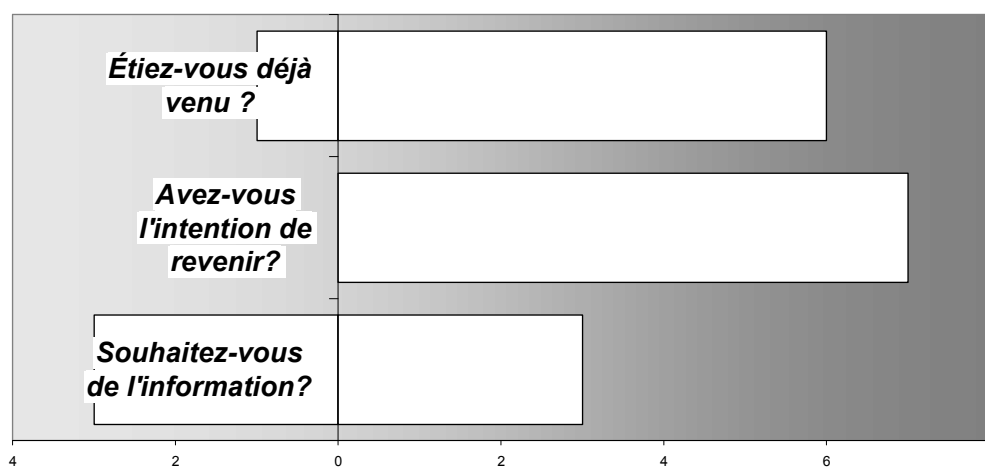 Étiez-vous déjà
venu ?
Avez-vous
l'intention de
revenir?
Souhaitez-vous
de l'information?
4 2 0 2 4 6